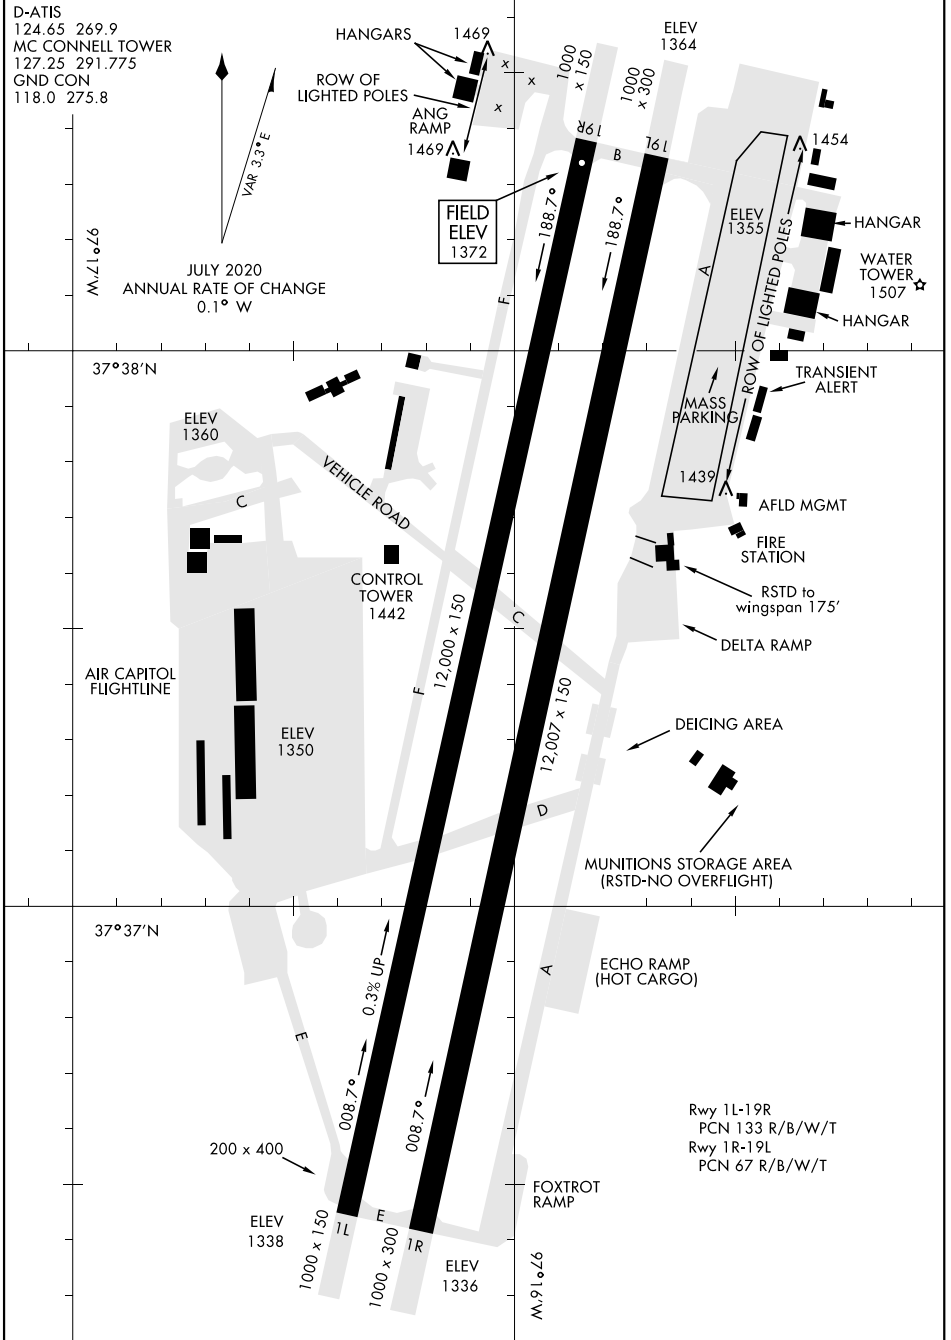 D-ATIS
124.65 269.9
MC CONNELL TOWER
127.25 291.775
GND CON
118.0 275.8
VAR 3.3° E
JULY 2020
ANNUAL RATE OF CHANGE
0.1° W
97°17'W
HANGARS
1469
ROW OF
LIGHTED POLES
ANG
RAMP
1469
x
x
x
1000
x 150
1000
x 300
ELEV
1364
19R
B
19L
FIELD
ELEV
1372
188.7°
188.7°
F
A
ELEV
1355
1454
HANGAR
WATER
TOWER
1507
HANGAR
ROW OF LIGHTED POLES
37°38'N
TRANSIENT
ALERT
MASS
PARKING
ELEV
1360
VEHICLE ROAD
C
1439
AFLD MGMT
FIRE
STATION
CONTROL
TOWER
1442
RSTD to
wingspan 175'
C
DELTA RAMP
12,000 x 150
F
AIR CAPITOL
FLIGHTLINE
12,007 x 150
DEICING AREA
ELEV
1350
D
MUNITIONS STORAGE AREA
(RSTD-NO OVERFLIGHT)
37°37'N
0.3% UP
A
ECHO RAMP
(HOT CARGO)
E
008.7°
008.7°
Rwy 1L-19R
PCN 133 R/B/W/T
Rwy 1R-19L
PCN 67 R/B/W/T
200 x 400
FOXTROT
RAMP
1L
E
1R
ELEV
1338
1000 x 150
1000 x 300
ELEV
1336
97°16'W